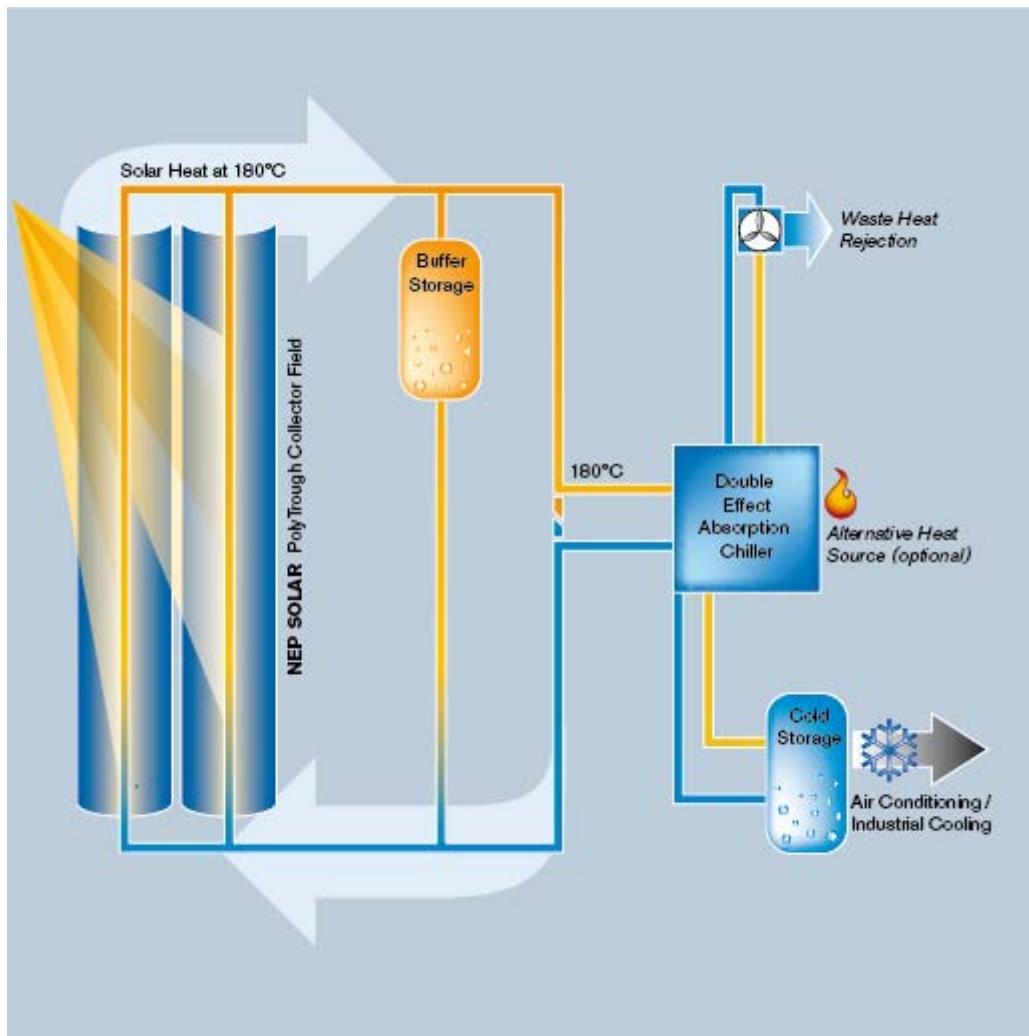 Solar Heat at 180°C
Buffer
Storage
NEP SOLAR PolyTrough Collector Field
180°C
Waste Heat
Rejection
Double
Effect
Absorption
Chiller
Alternative Heat
Source (optional)
Cold
Storage
Air Conditioning /
Industrial Cooling